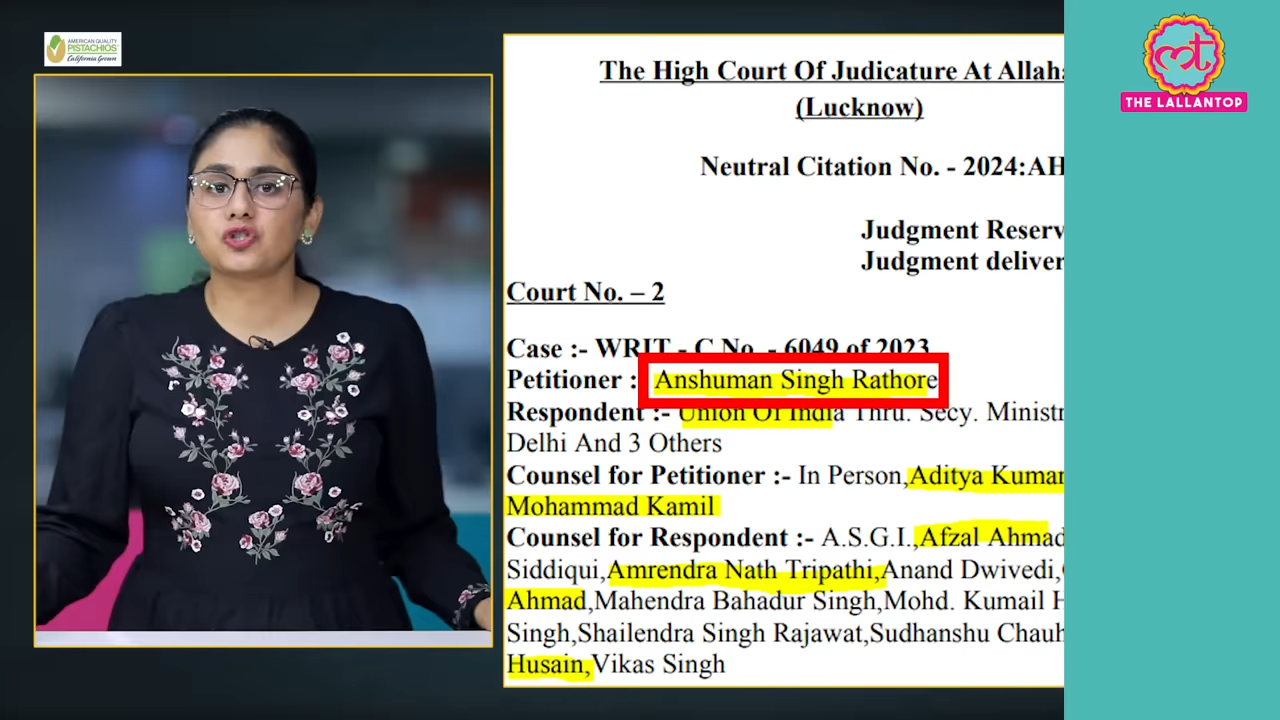 AMERICAN QUALITY
PISTACHIOS
California Grown
मेट
THE LALLANTOP
The High Court Of Judicature At Allaha
(Lucknow)
Neutral Citation No. - 2024:AH
Judgment Reserv
Judgment deliver
Court No. – 2
Case :- WRIT - C No. - 6049 of 2023
Petitioner : Anshuman Singh Rathore
Respondent :- Union Of India Thru. Secy. Ministr
Delhi And 3 Others
Counsel for Petitioner :- In Person,Aditya Kumar
Mohammad Kamil
Counsel for Respondent :- A.S.G.I.,Afzal Ahmad
Siddiqui,Amrendra Nath Tripathi,Anand Dwivedi,
Ahmad,Mahendra Bahadur Singh,Mohd. Kumail H
Singh,Shailendra Singh Rajawat,Sudhanshu Chauh
Husain,Vikas Singh